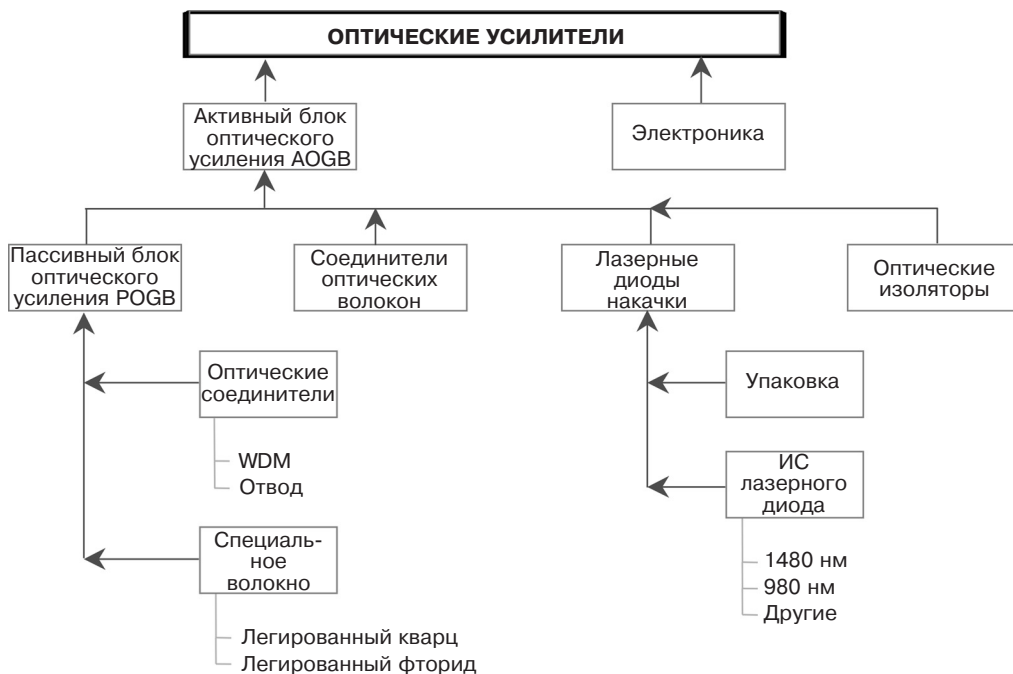 ОПТИЧЕСКИЕ УСИЛИТЕЛИ
Активный блок
оптического
усиления AOGB
Электроника
Пассивный блок
оптического
усиления POGB
Соединители
оптических
волокон
Лазерные
диоды
накачки
Оптические
изоляторы
Оптические
соединители
WDM
Отвод
Специаль-
ное
волокно
Легированный кварц
Легированный фторид
Упаковка
ИС
лазерного
диода
1480 нм
980 нм
Другие